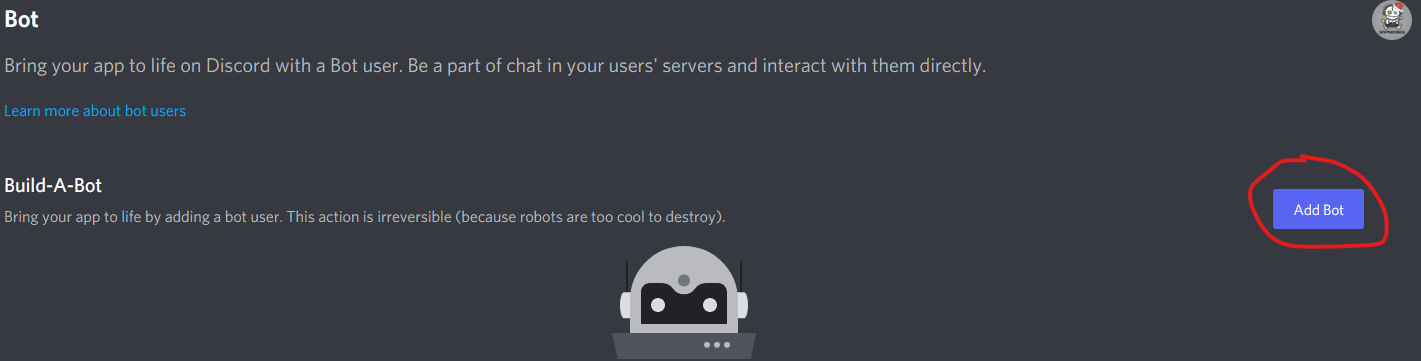 Bot
Bring your app to life on Discord with a Bot user. Be a part of chat in your users' servers and interact with them directly.
Learn more about bot users
Build-A-Bot
Bring your app to life by adding a bot user. This action is irreversible (because robots are too cool to destroy).
Add Bot